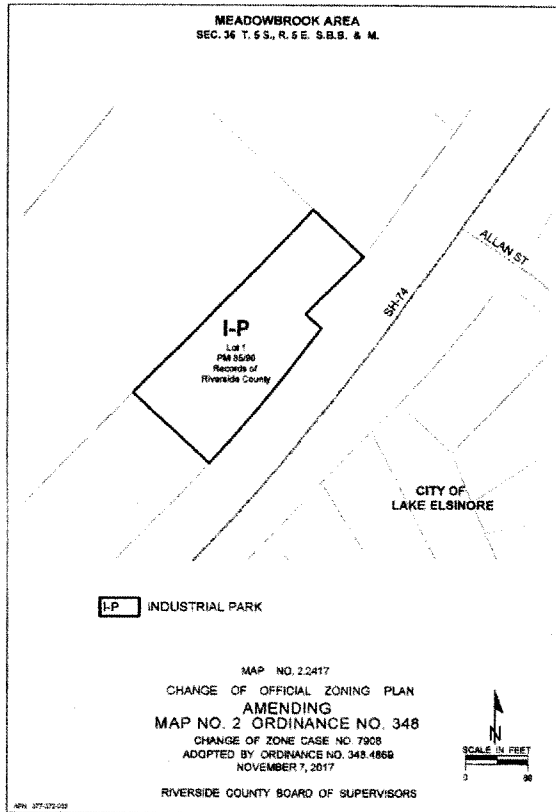 MEADOWBROOK AREA
SEC. 36 T. 5 S., R. 5 E. S.B.B. & M.
ALLAN ST
SH-74
I-P
Lot 1
PM 85/90
Records of
Riverside County
CITY OF
LAKE ELSINORE
I-P INDUSTRIAL PARK
MAP NO. 2.2417
CHANGE OF OFFICIAL ZONING PLAN
AMENDING
MAP NO. 2 ORDINANCE NO. 348
CHANGE OF ZONE CASE NO. 7908
ADOPTED BY ORDINANCE NO. 348.4869
NOVEMBER 7, 2017
RIVERSIDE COUNTY BOARD OF SUPERVISORS
N
SCALE IN FEET
0
APN